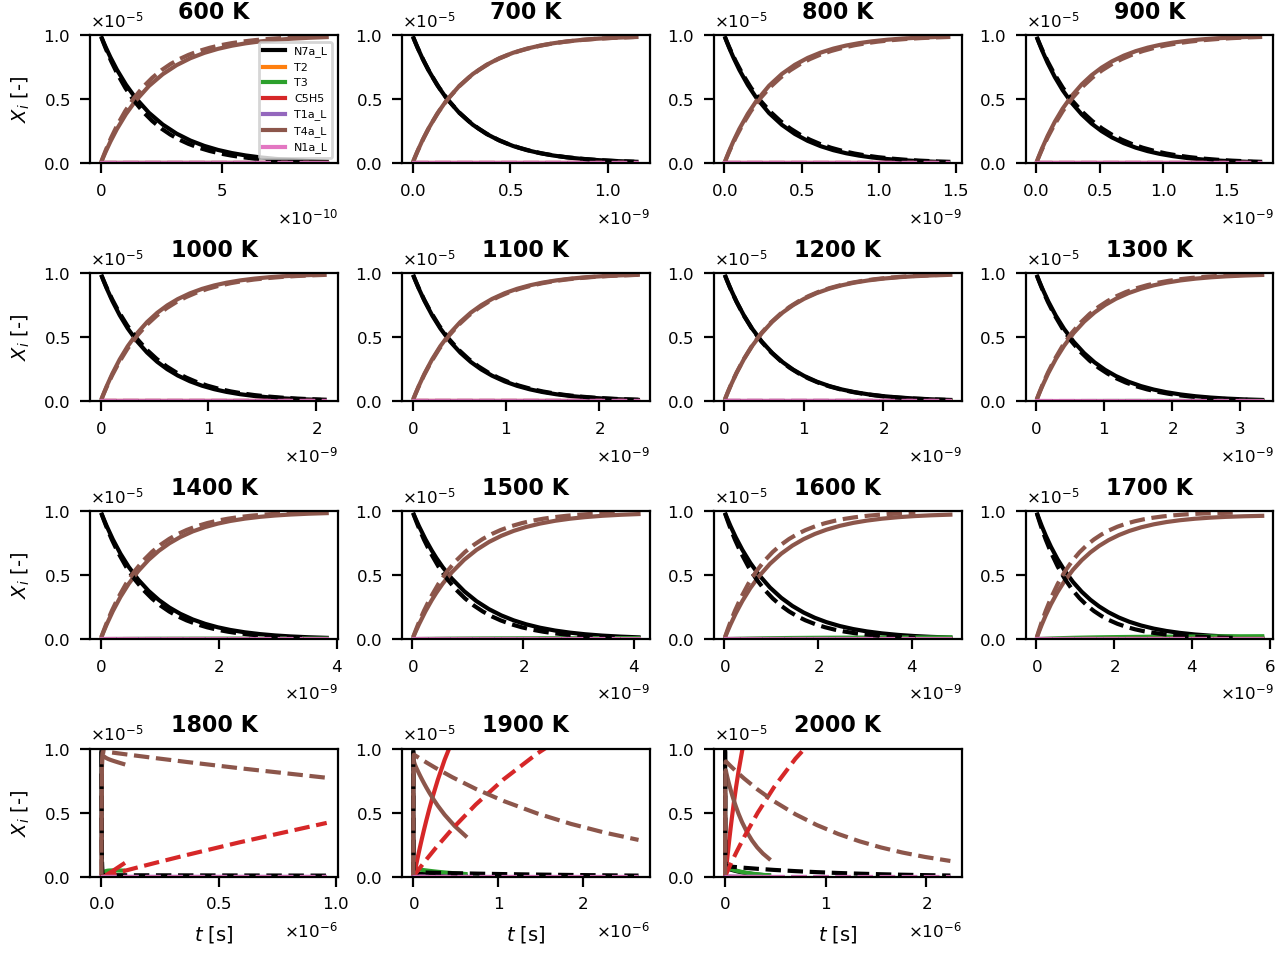 600 K
700 K
800 K
900 K
×10⁻⁵
×10⁻⁵
×10⁻⁵
×10⁻⁵
X_i [-]
1.0
0.5
0.0
N7a_L
T2
T3
C5H5
T1a_L
T4a_L
N1a_L
0 5
×10⁻¹⁰
0.0 0.5 1.0
×10⁻⁹
1.0
0.5
0.0
0.0 0.5 1.0 1.5
×10⁻⁹
1.0
0.5
0.0
0.0 0.5 1.0 1.5
×10⁻⁹
1.0
0.5
0.0
1000 K
1100 K
1200 K
1300 K
×10⁻⁵
×10⁻⁵
×10⁻⁵
×10⁻⁵
X_i [-]
1.0
0.5
0.0
0 1 2
×10⁻⁹
1.0
0.5
0.0
0 1 2
×10⁻⁹
1.0
0.5
0.0
0 1 2
×10⁻⁹
1.0
0.5
0.0
0 1 2 3
×10⁻⁹
1400 K
1500 K
1600 K
1700 K
×10⁻⁵
×10⁻⁵
×10⁻⁵
×10⁻⁵
X_i [-]
1.0
0.5
0.0
0 2 4
×10⁻⁹
1.0
0.5
0.0
0 2 4
×10⁻⁹
1.0
0.5
0.0
0 2 4
×10⁻⁹
1.0
0.5
0.0
0 2 4 6
×10⁻⁹
1800 K
1900 K
2000 K
×10⁻⁵
×10⁻⁵
×10⁻⁵
X_i [-]
1.0
0.5
0.0
0.0 0.5 1.0
t [s]
×10⁻⁶
1.0
0.5
0.0
0 1 2
t [s]
×10⁻⁶
1.0
0.5
0.0
0 1 2
t [s]
×10⁻⁶